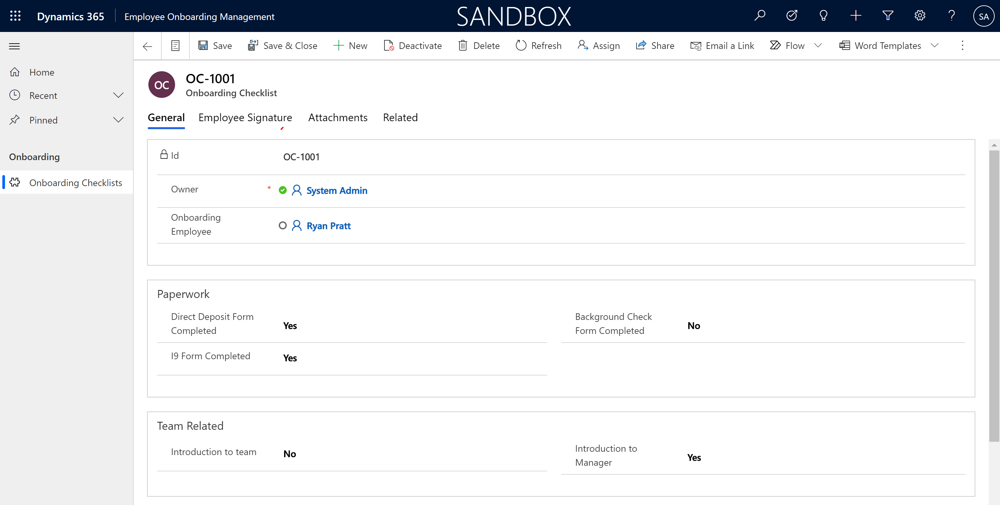 Dynamics 365 Employee Onboarding Management SANDBOX SA
Save Save & Close New Deactivate Delete Refresh Assign Share Email a Link Flow Word Templates
Home
Recent
Pinned
Onboarding
Onboarding Checklists
OC OC-1001
Onboarding Checklist
General Employee Signature Attachments Related
Id OC-1001
Owner * System Admin
Onboarding
Employee
Ryan Pratt
Paperwork
Direct Deposit Form
Completed
Yes
Background Check
Form Completed
No
I9 Form Completed Yes
Team Related
Introduction to team No
Introduction to
Manager
Yes